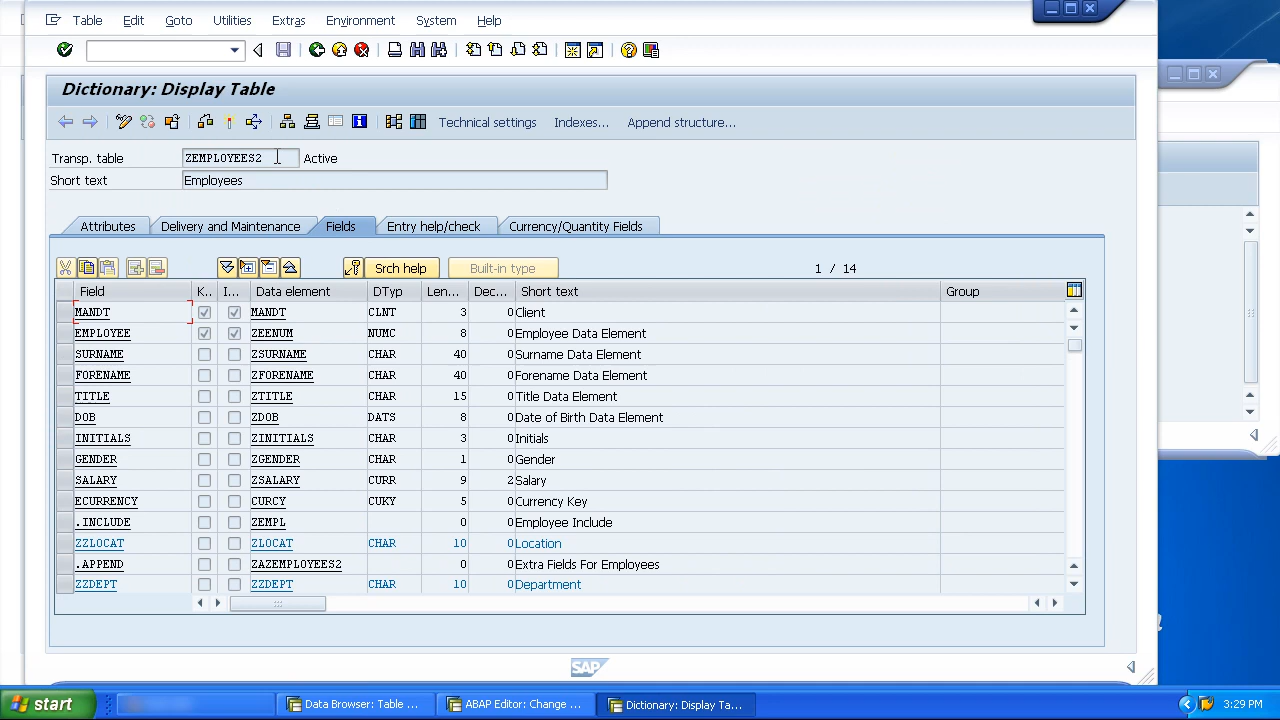 Table Edit Goto Utilities Extras Environment System Help
Dictionary: Display Table
Technical settings Indexes... Append structure...
Transp. table ZEMPLOYEES2 Active
Short text Employees
Attributes Delivery and Maintenance Fields Entry help/check Currency/Quantity Fields
Srch help Built-in type 1 / 14
Field K.. I... Data element DTyp Len... Dec... Short text Group
MANDT MANDT CLNT 3 0 Client
EMPLOYEE ZEENUM NUMC 8 0 Employee Data Element
SURNAME ZSURNAME CHAR 40 0 Surname Data Element
FORENAME ZFORENAME CHAR 40 0 Forename Data Element
TITLE ZTITLE CHAR 15 0 Title Data Element
DOB ZDOB DATS 8 0 Date of Birth Data Element
INITIALS ZINITIALS CHAR 3 0 Initials
GENDER ZGENDER CHAR 1 0 Gender
SALARY ZSALARY CURR 9 2 Salary
ECURRENCY CURCY CUKY 5 0 Currency Key
.INCLUDE ZEMPL 0 0 Employee Include
ZZLOCAT ZLOCAT CHAR 10 0 Location
.APPEND ZAZEMPLOYEES2 0 0 Extra Fields For Employees
ZZDEPT ZZDEPT CHAR 10 0 Department
SAP
start Data Browser: Table ... ABAP Editor: Change ... Dictionary: Display Ta... 3:29 PM